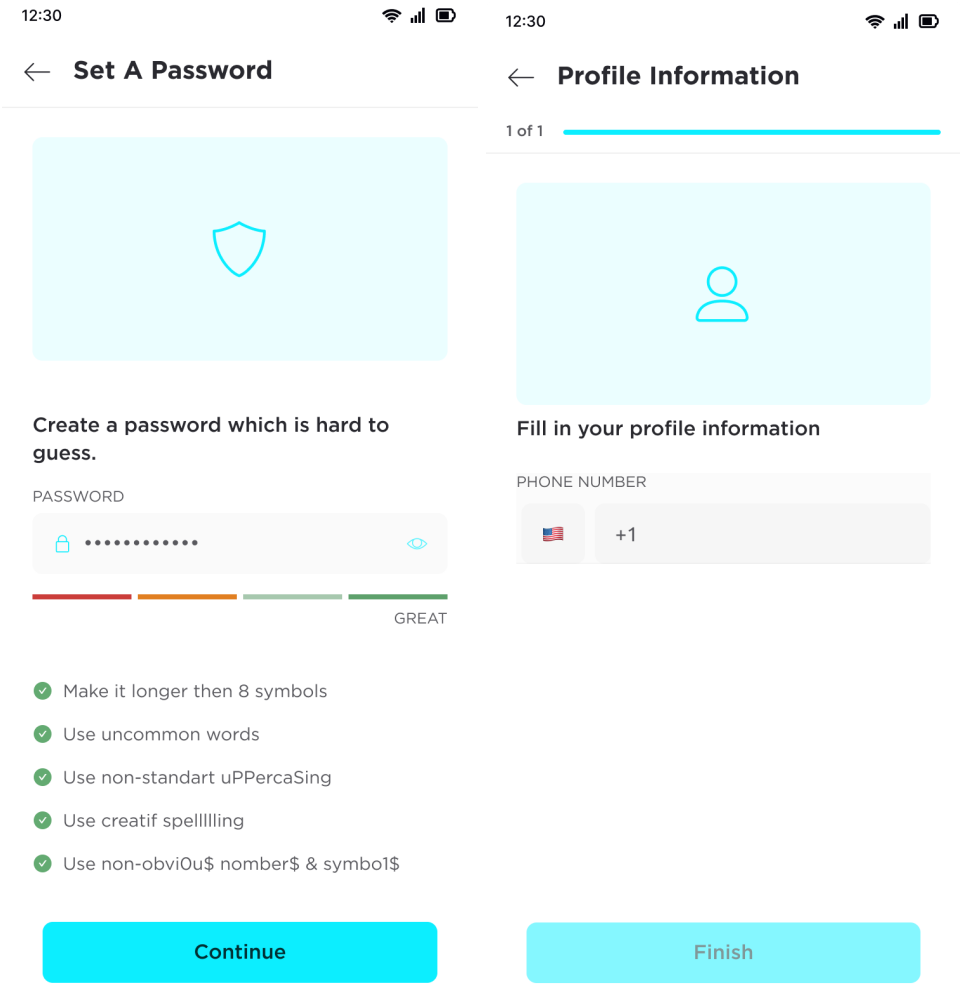 12:30
Set A Password
Create a password which is hard to
guess.
PASSWORD
••••••••••••
GREAT
Make it longer then 8 symbols
Use uncommon words
Use non-standart uPPercaSing
Use creatif spellllling
Use non-obvi0u$ nomber$ & symbo1$
Continue
12:30
Profile Information
1 of 1
Fill in your profile information
PHONE NUMBER
+1
Finish